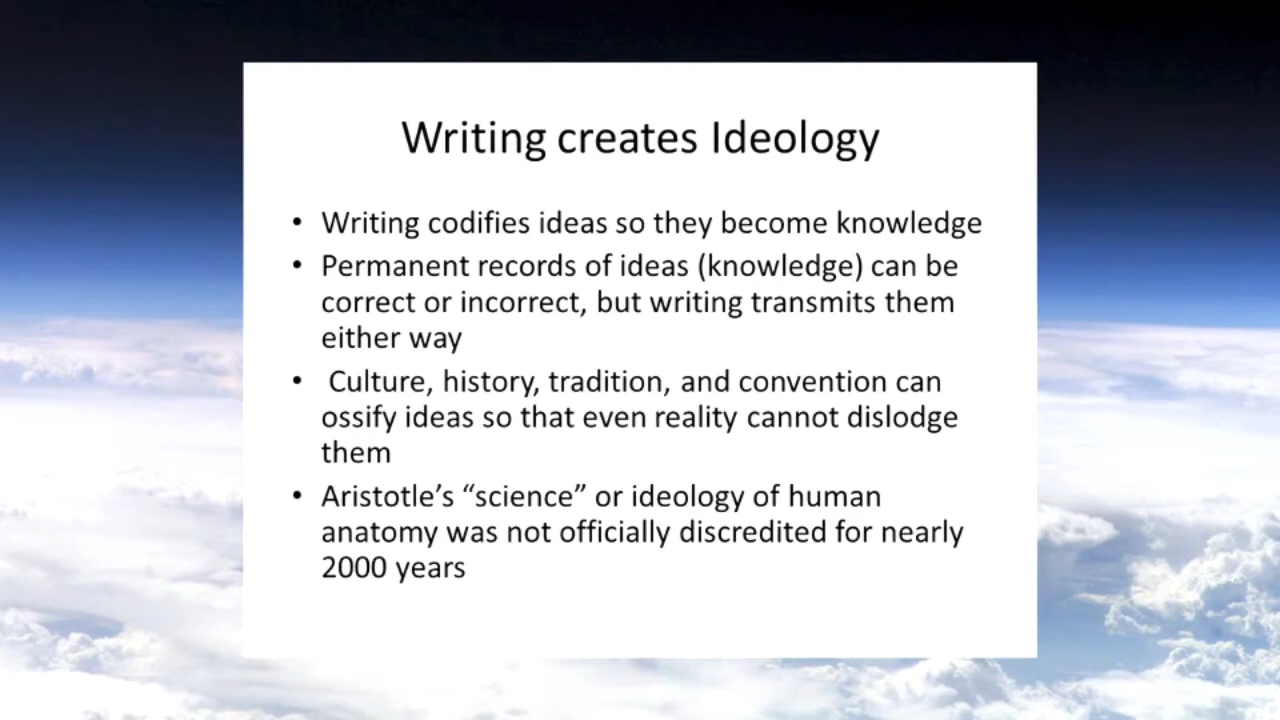 Writing creates Ideology
• Writing codifies ideas so they become knowledge
• Permanent records of ideas (knowledge) can be
correct or incorrect, but writing transmits them
either way
• Culture, history, tradition, and convention can
ossify ideas so that even reality cannot dislodge
them
• Aristotle’s “science” or ideology of human
anatomy was not officially discredited for nearly
2000 years